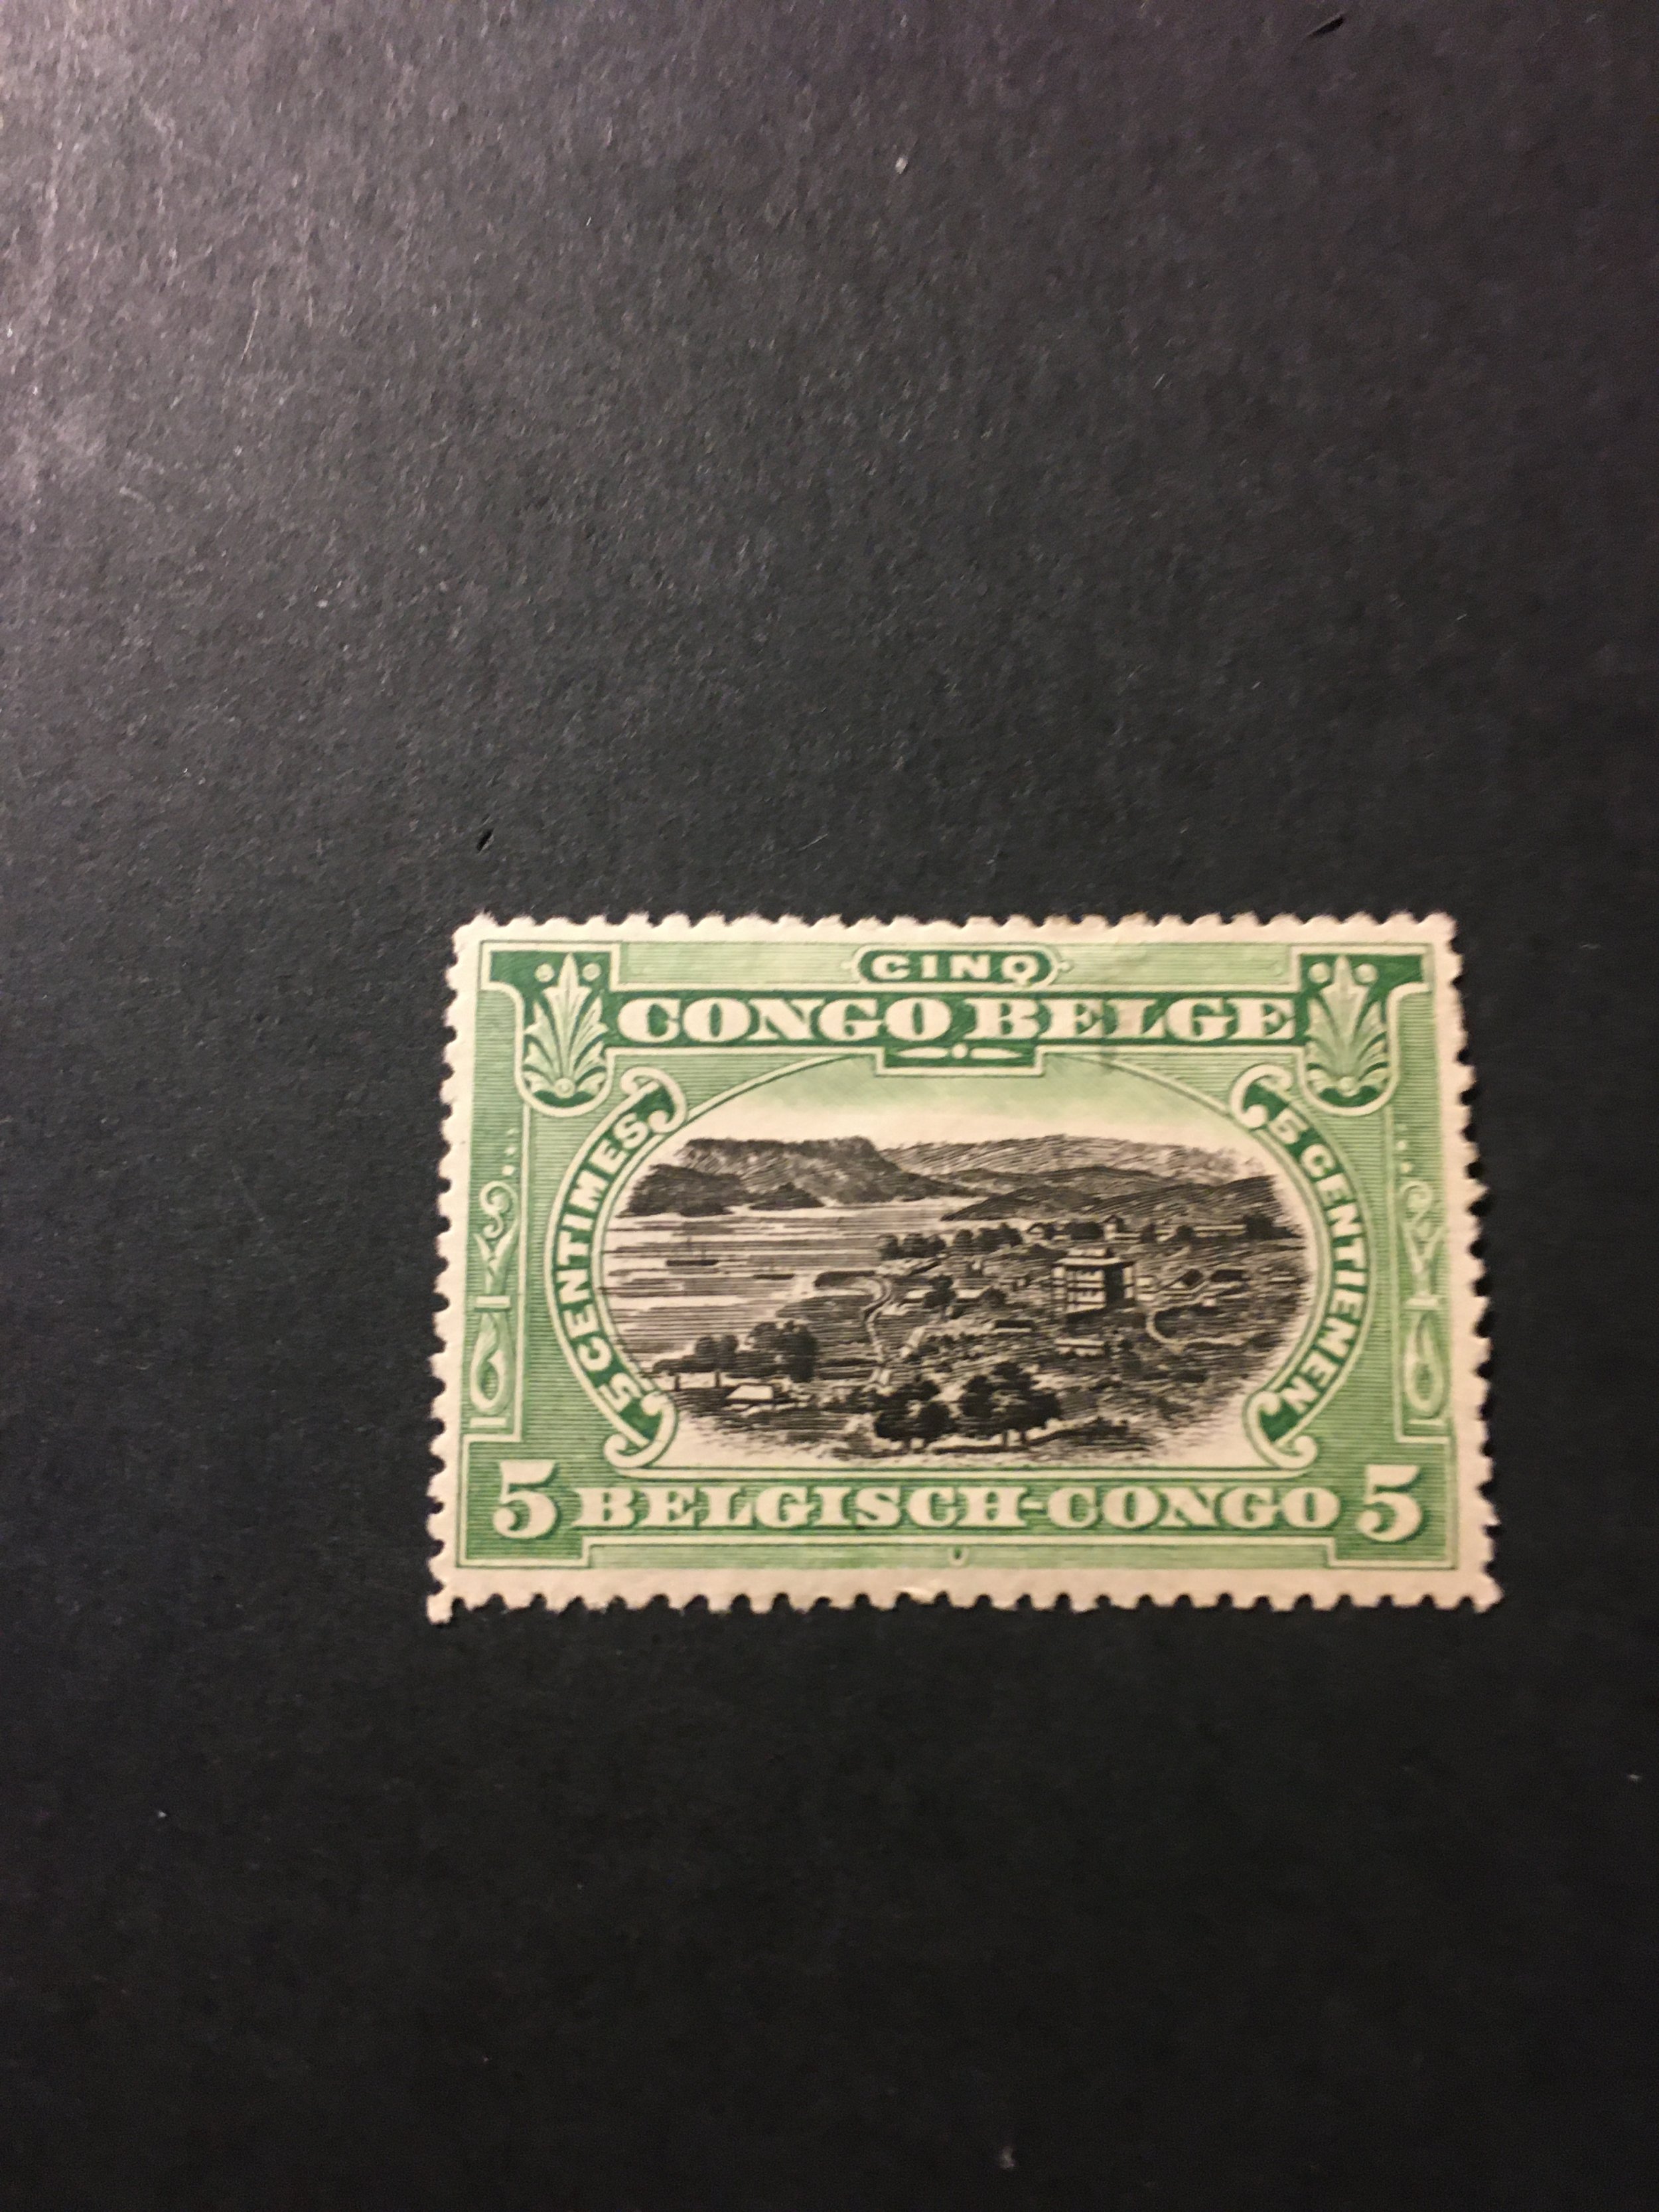 CINQ
CONGO BELGE
5 CENTIMES
5 CENTIEMEN
5 BELGISCH-CONGO 5